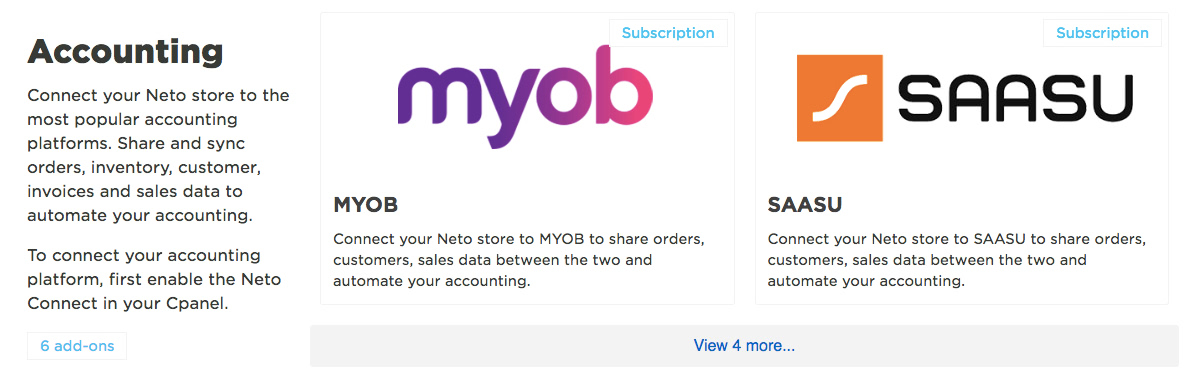 Accounting
Connect your Neto store to the
most popular accounting
platforms. Share and sync
orders, inventory, customer,
invoices and sales data to
automate your accounting.
To connect your accounting
platform, first enable the Neto
Connect in your Cpanel.
6 add-ons
Subscription
myob
MYOB
Connect your Neto store to MYOB to share orders,
customers, sales data between the two and
automate your accounting.
Subscription
SAASU
SAASU
Connect your Neto store to SAASU to share orders,
customers, sales data between the two and
automate your accounting.
View 4 more...